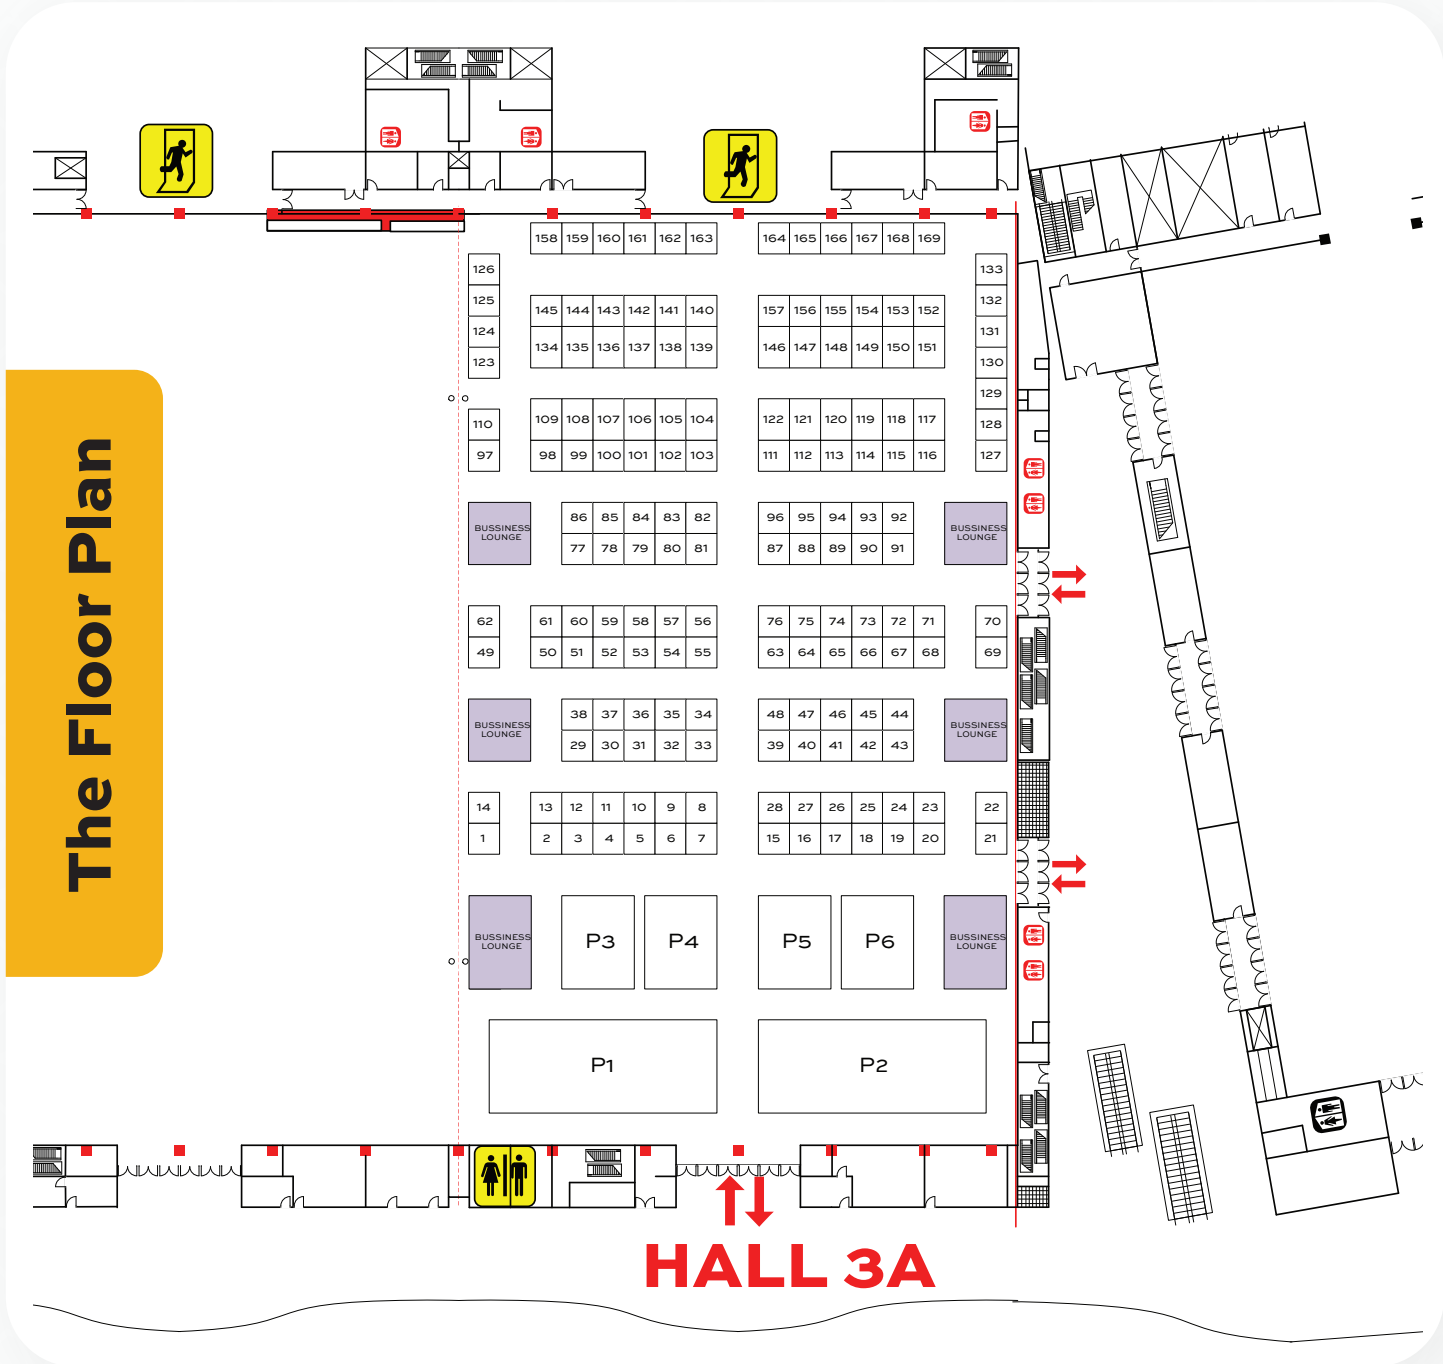 The Floor Plan
158 159 160 161 162 163 164 165 166 167 168 169
126 133
125 145 144 143 142 141 140 157 156 155 154 153 152 132
124 131
134 135 136 137 138 139 146 147 148 149 150 151
123 130
129
110 109 108 107 106 105 104 122 121 120 119 118 117 128
97 98 99 100 101 102 103 111 112 113 114 115 116 127
86 85 84 83 82 96 95 94 93 92
BUSSINESS BUSSINESS
LOUNGE LOUNGE
77 78 79 80 81 87 88 89 90 91
62 61 60 59 58 57 56 76 75 74 73 72 71 70
49 50 51 52 53 54 55 63 64 65 66 67 68 69
38 37 36 35 34 48 47 46 45 44
BUSSINESS BUSSINESS
LOUNGE LOUNGE
29 30 31 32 33 39 40 41 42 43
14 13 12 11 10 9 8 28 27 26 25 24 23 22
1 2 3 4 5 6 7 15 16 17 18 19 20 21
BUSSINESS BUSSINESS
LOUNGE P3 P4 P5 P6 LOUNGE
P1 P2
HALL 3A